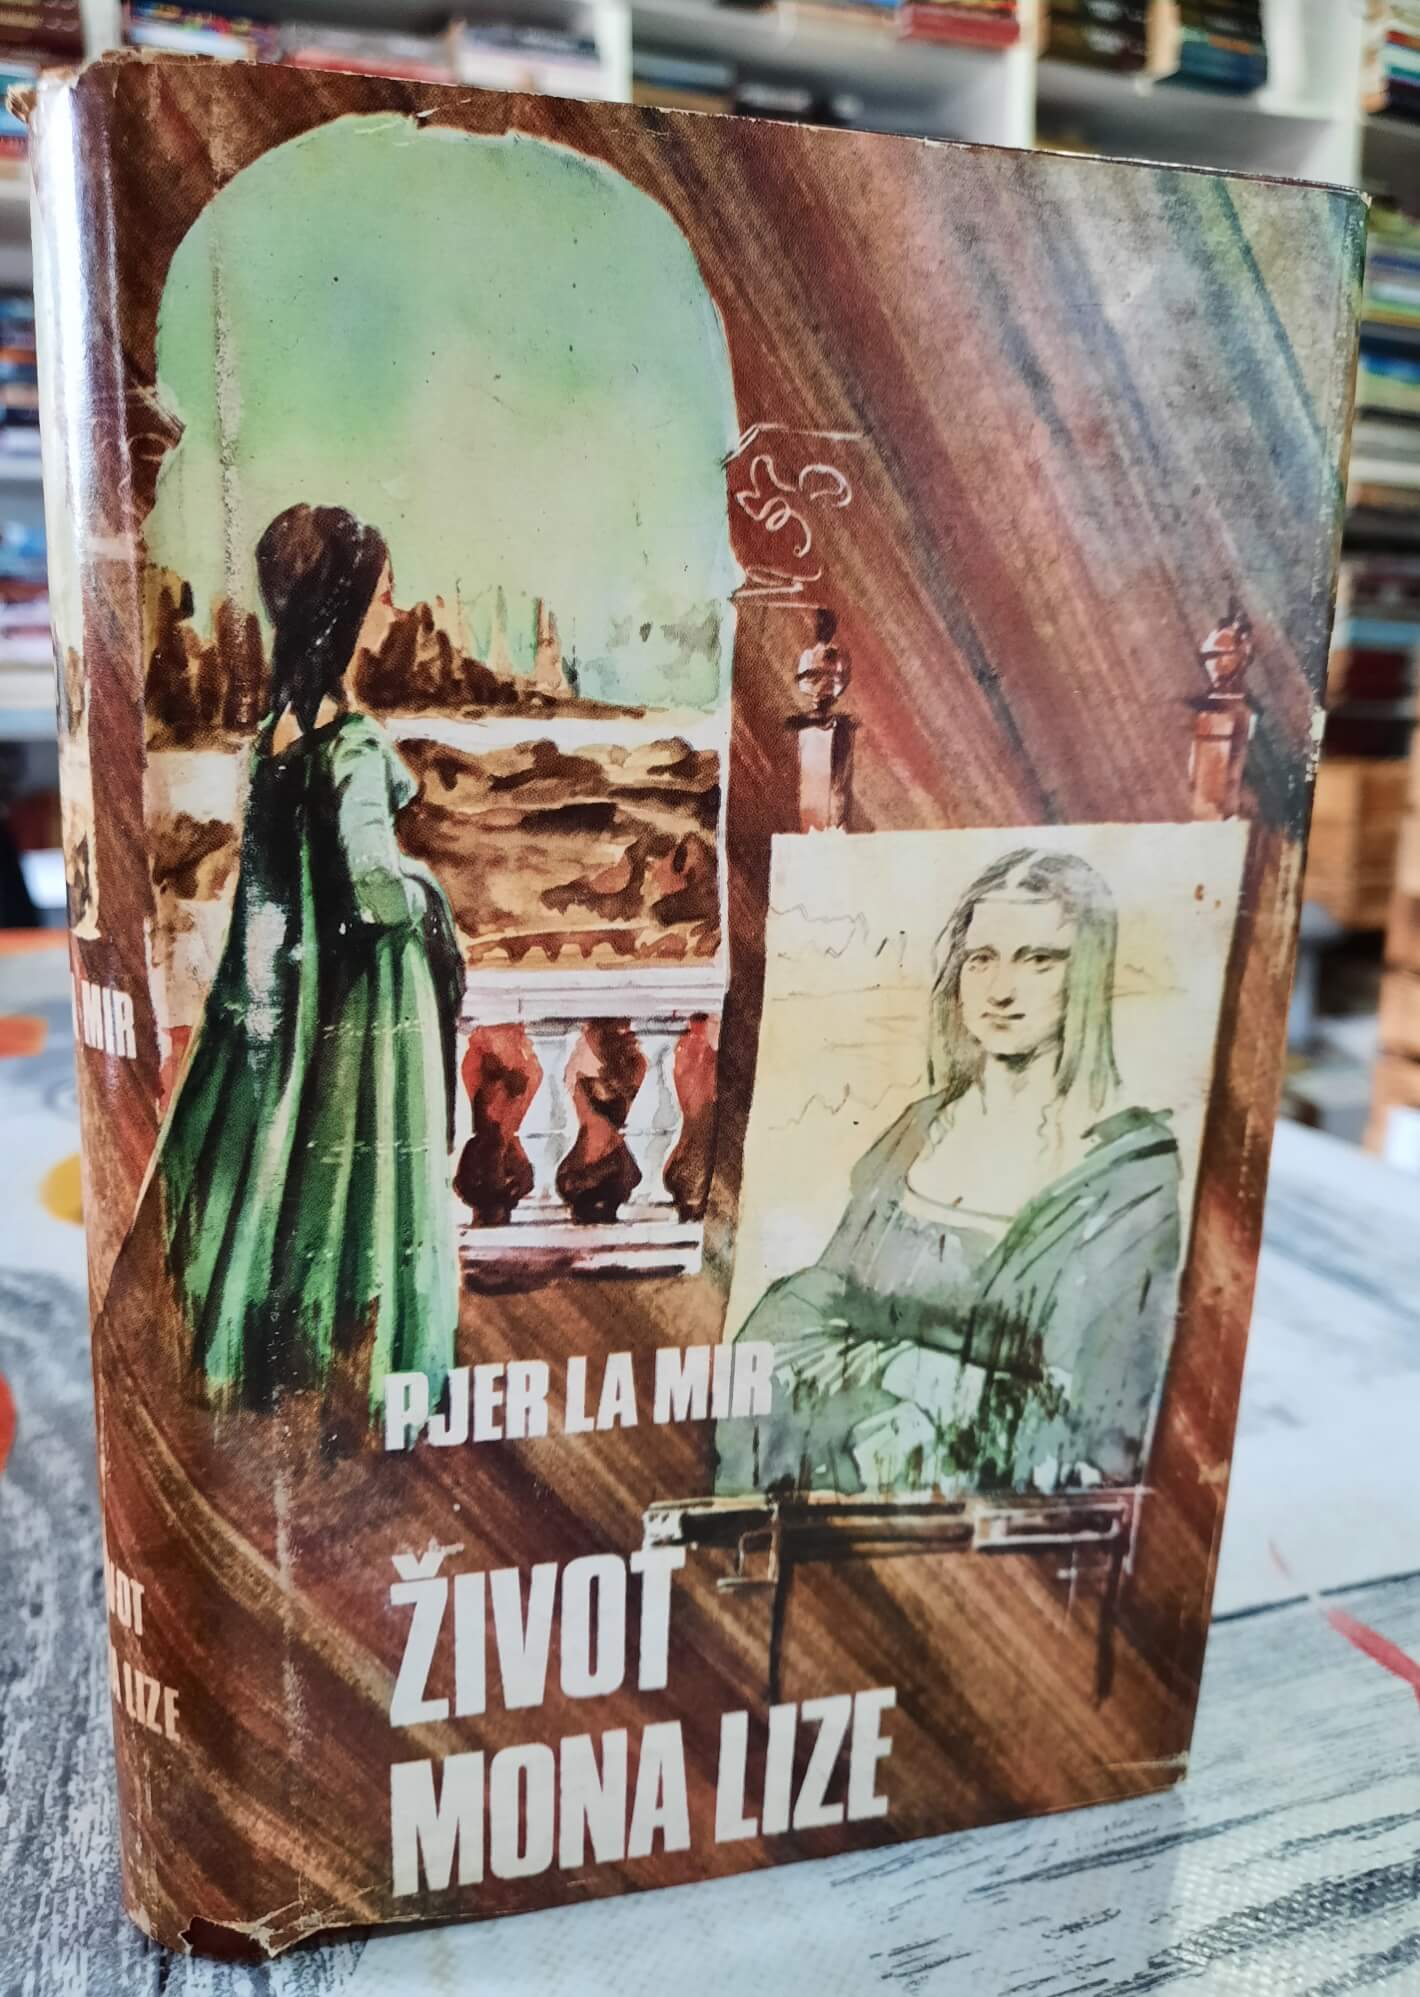 PJER LA MIR
ŽIVOT
MONA LIZE
MIR
LIZE